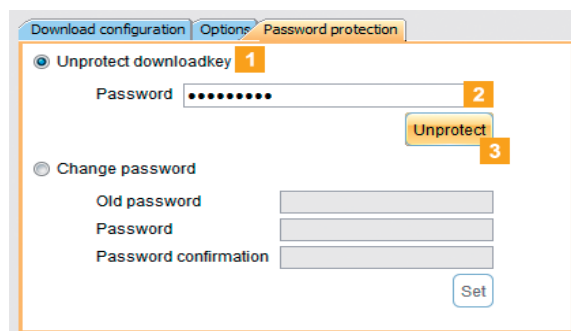 Download configuration Options Password protection
Unprotect downloadkey 1
Password ••••••••• 2
Unprotect
3
Change password
Old password
Password
Password confirmation
Set